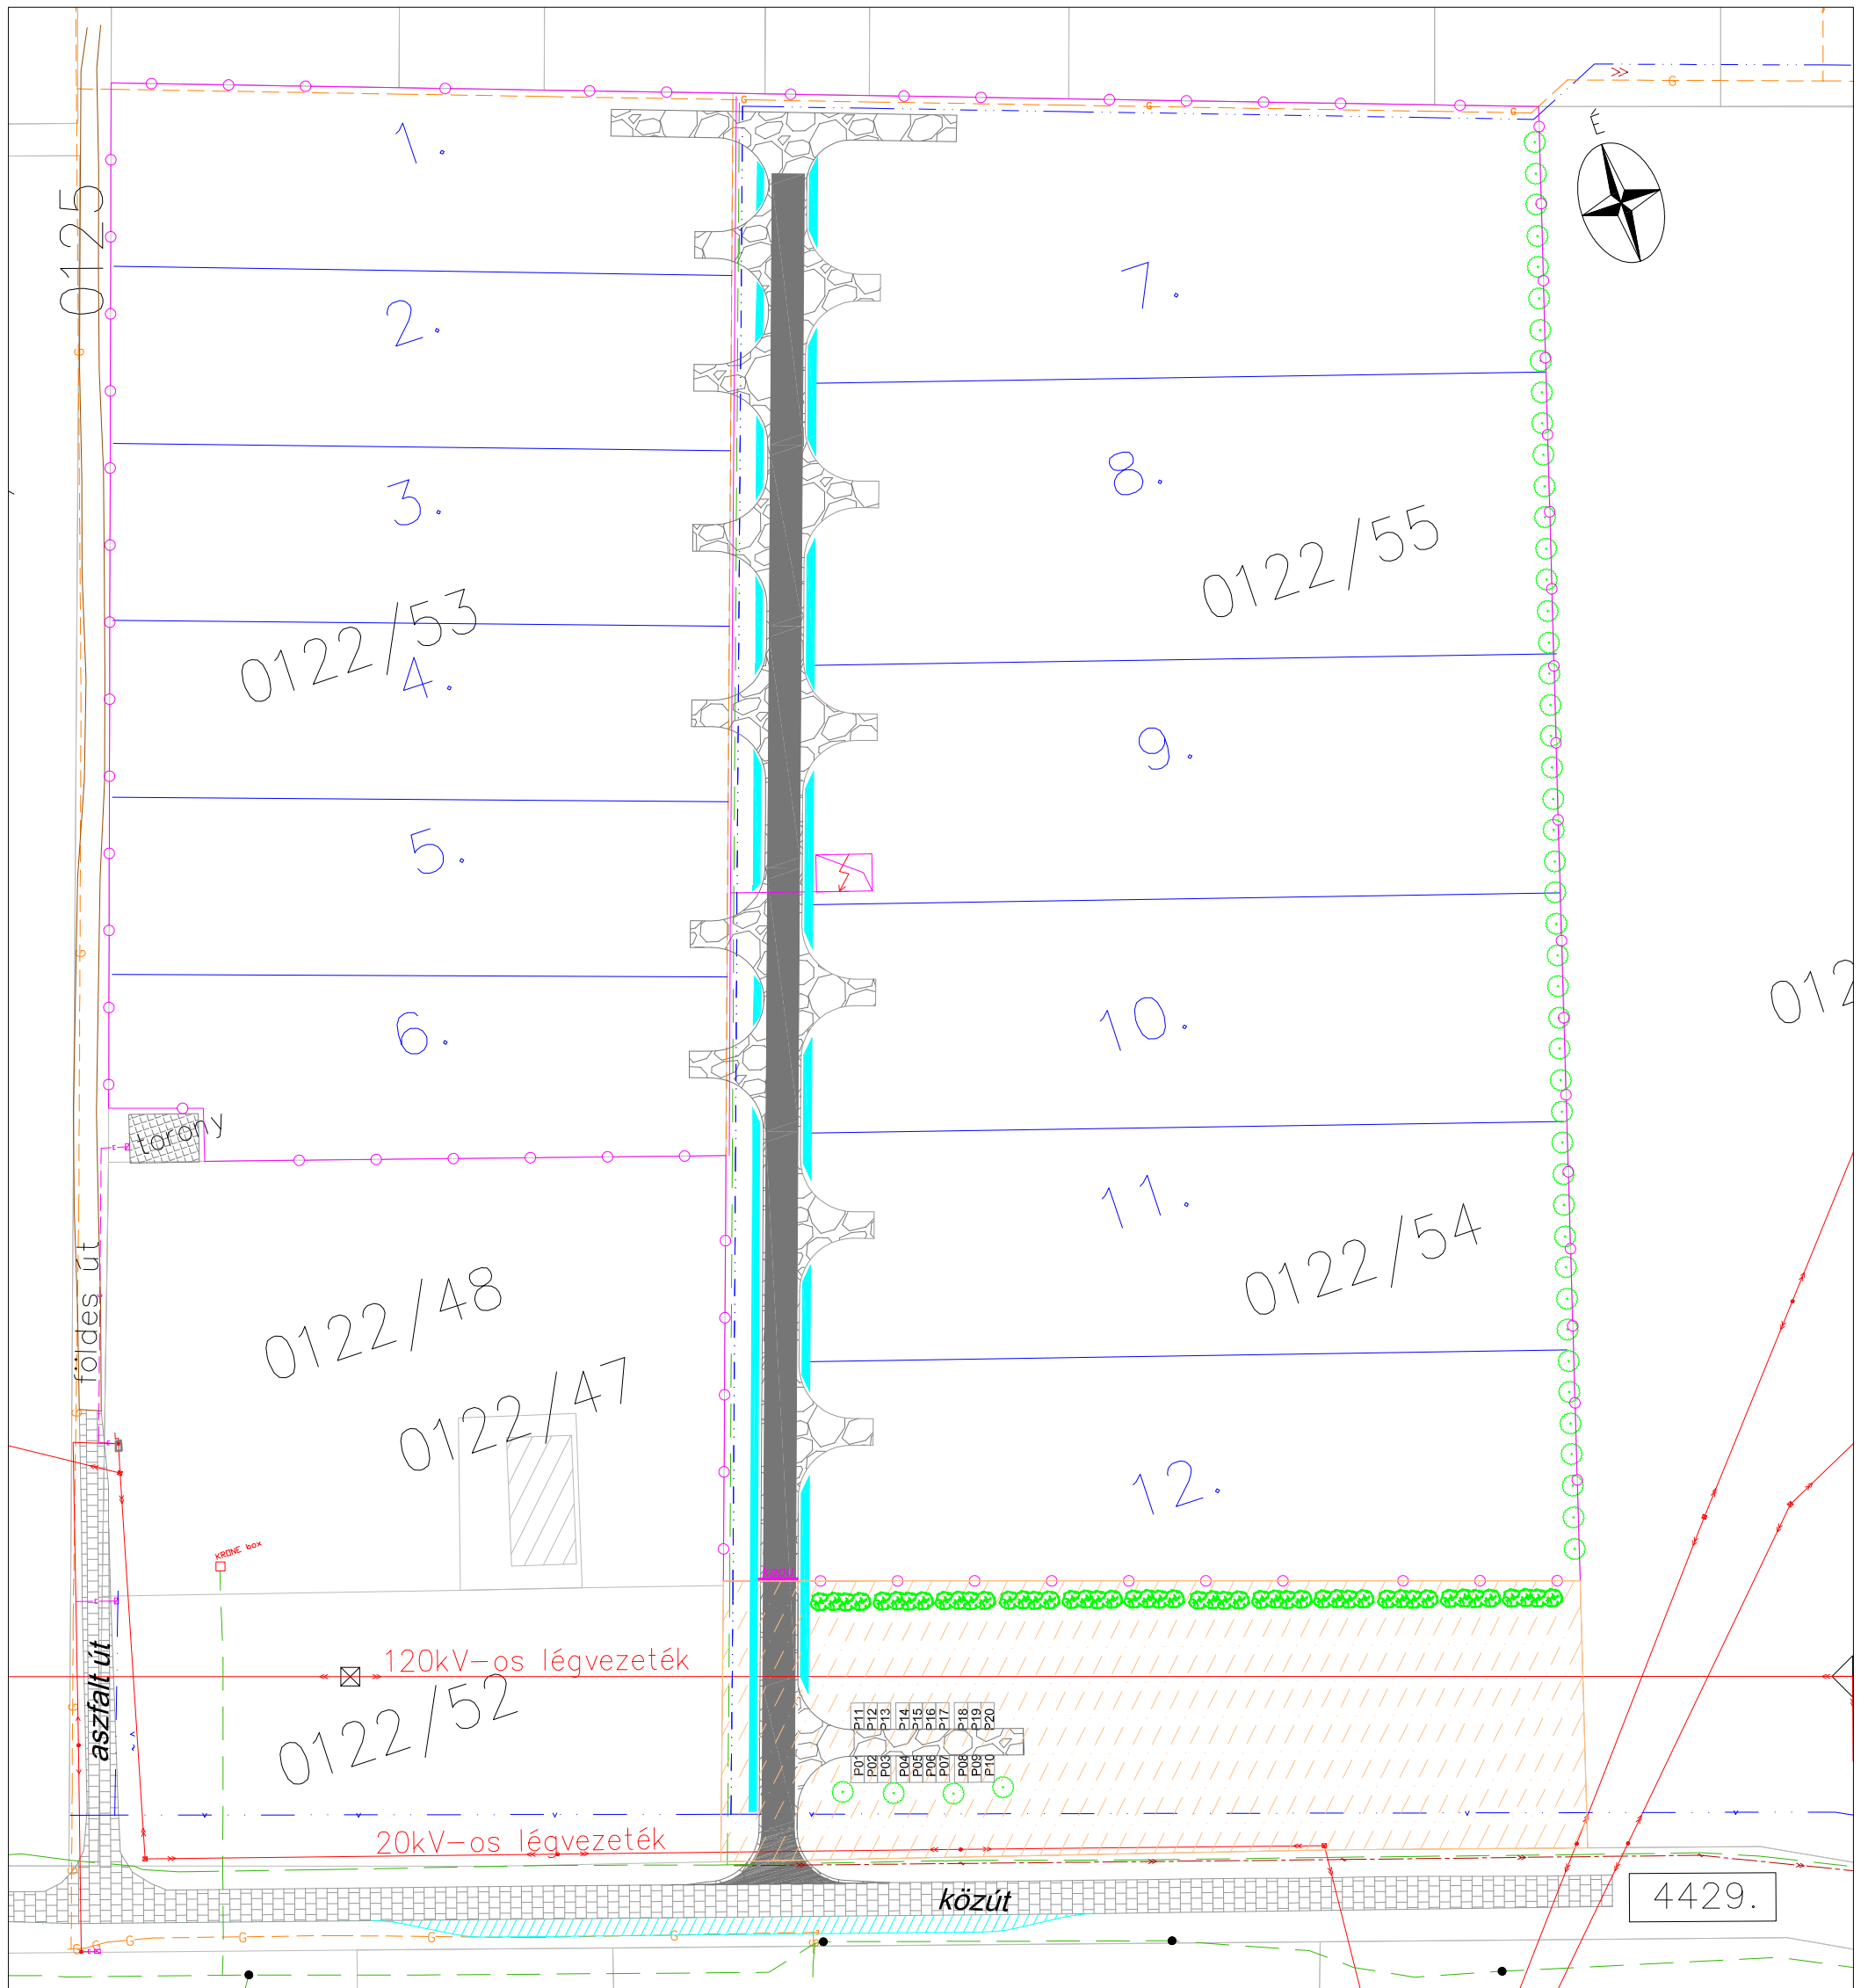 É
1.
0125
7.
2.
8.
3.
0122/55
0122/53
4.
9.
5.
012
10.
6.
torony
11.
0122/54
földes út
0122/48
0122/47
12.
KRONE box
120kV-os légvezeték
aszfalt út
0122/52
P11 P12 P13 P14 P15 P16 P17 P18 P19 P20
P01 P02 P03 P04 P05 P06 P07 P08 P09 P10
20kV-os légvezeték
közút
4429.